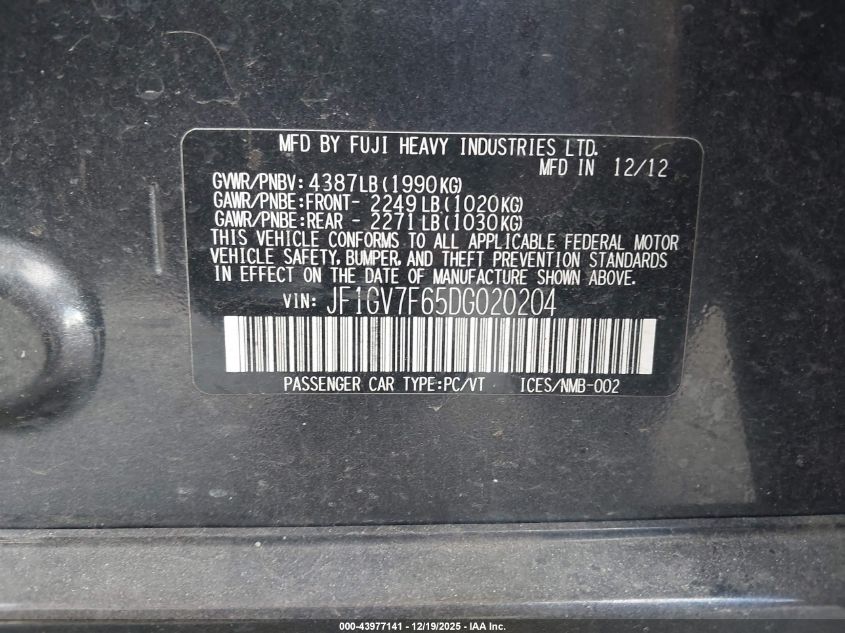 MFD BY FUJI HEAVY INDUSTRIES LTD.
MFD IN 12/12
GVWR/PNBV: 4387LB(1990KG)
GAWR/PNBE:FRONT- 2249LB(1020KG)
GAWR/PNBE:REAR - 2271LB(1030KG)
THIS VEHICLE CONFORMS TO ALL APPLICABLE FEDERAL MOTOR
VEHICLE SAFETY, BUMPER, AND THEFT PREVENTION STANDARDS
IN EFFECT ON THE DATE OF MANUFACTURE SHOWN ABOVE.
VIN: JF1GV7F65DG020204
PASSENGER CAR TYPE:PC/VT ICES/NMB-002
000-43977141 - 12/19/2025 - IAA Inc.